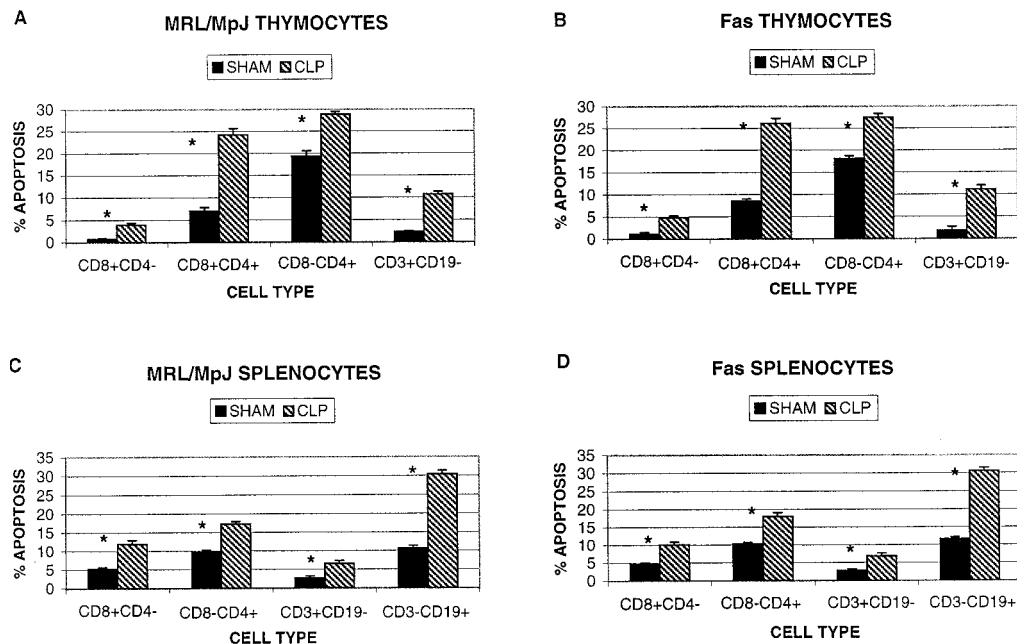 A
MRL/MpJ THYMOCYTES
SHAM CLP
% APOPTOSIS
30
25
20
15
10
5
0
* * * *
CD8+CD4- CD8+CD4+ CD8-CD4+ CD3+CD19-
CELL TYPE
B
Fas THYMOCYTES
SHAM CLP
% APOPTOSIS
30
25
20
15
10
5
0
* * * *
CD8+CD4- CD8+CD4+ CD8-CD4+ CD3+CD19-
CELL TYPE
C
MRL/MpJ SPLENOCYTES
SHAM CLP
% APOPTOSIS
35
30
25
20
15
10
5
0
* * * *
CD8+CD4- CD8-CD4+ CD3+CD19- CD3-CD19+
CELL TYPE
D
Fas SPLENOCYTES
SHAM CLP
% APOPTOSIS
35
30
25
20
15
10
5
0
* * * *
CD8+CD4- CD8-CD4+ CD3+CD19- CD3-CD19+
CELL TYPE